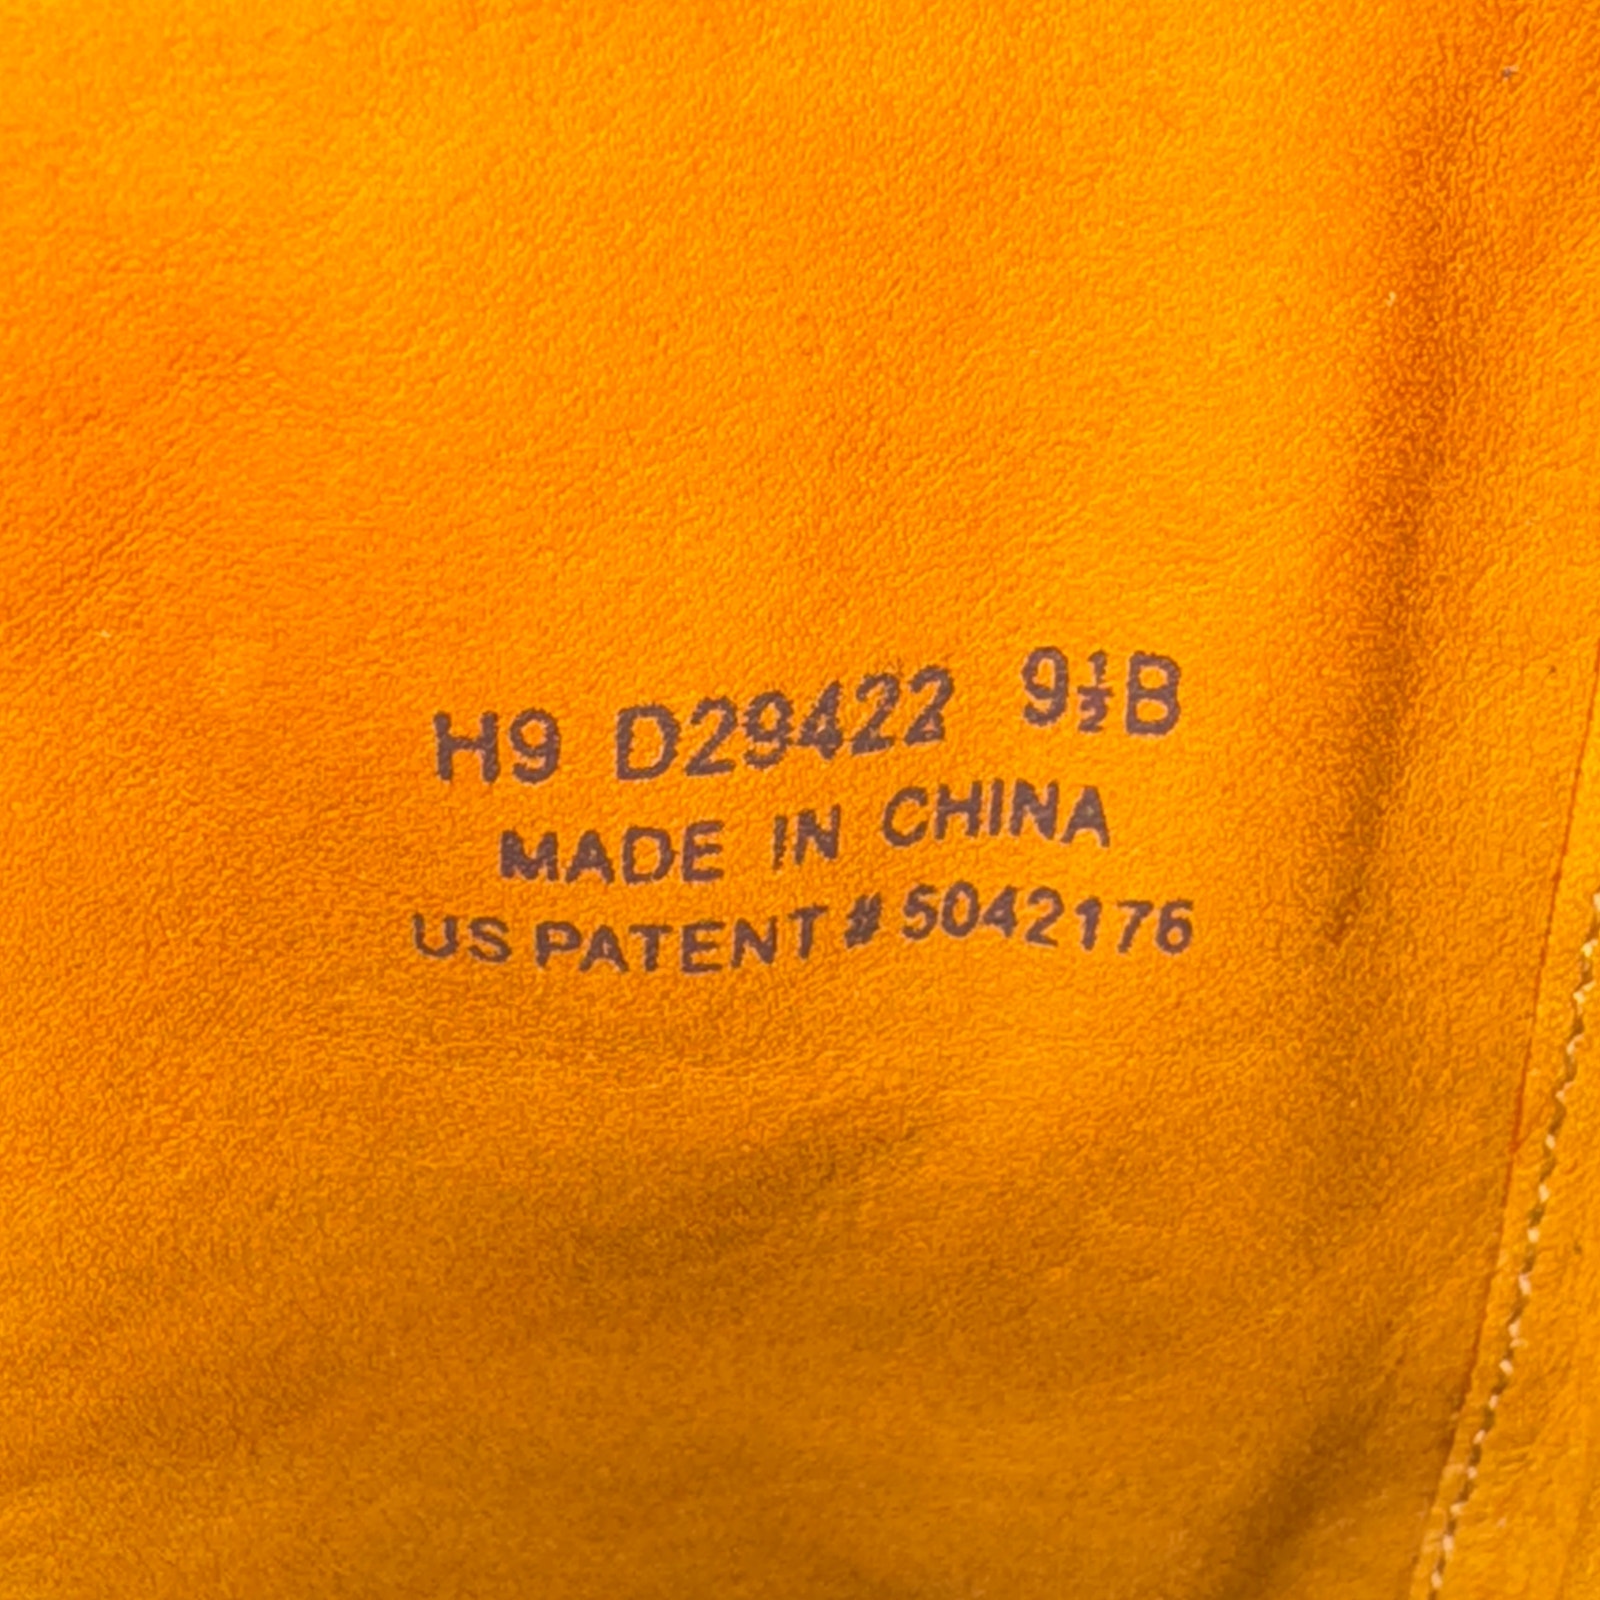 H9 D29422 9½B
MADE IN CHINA
US PATENT # 5042176